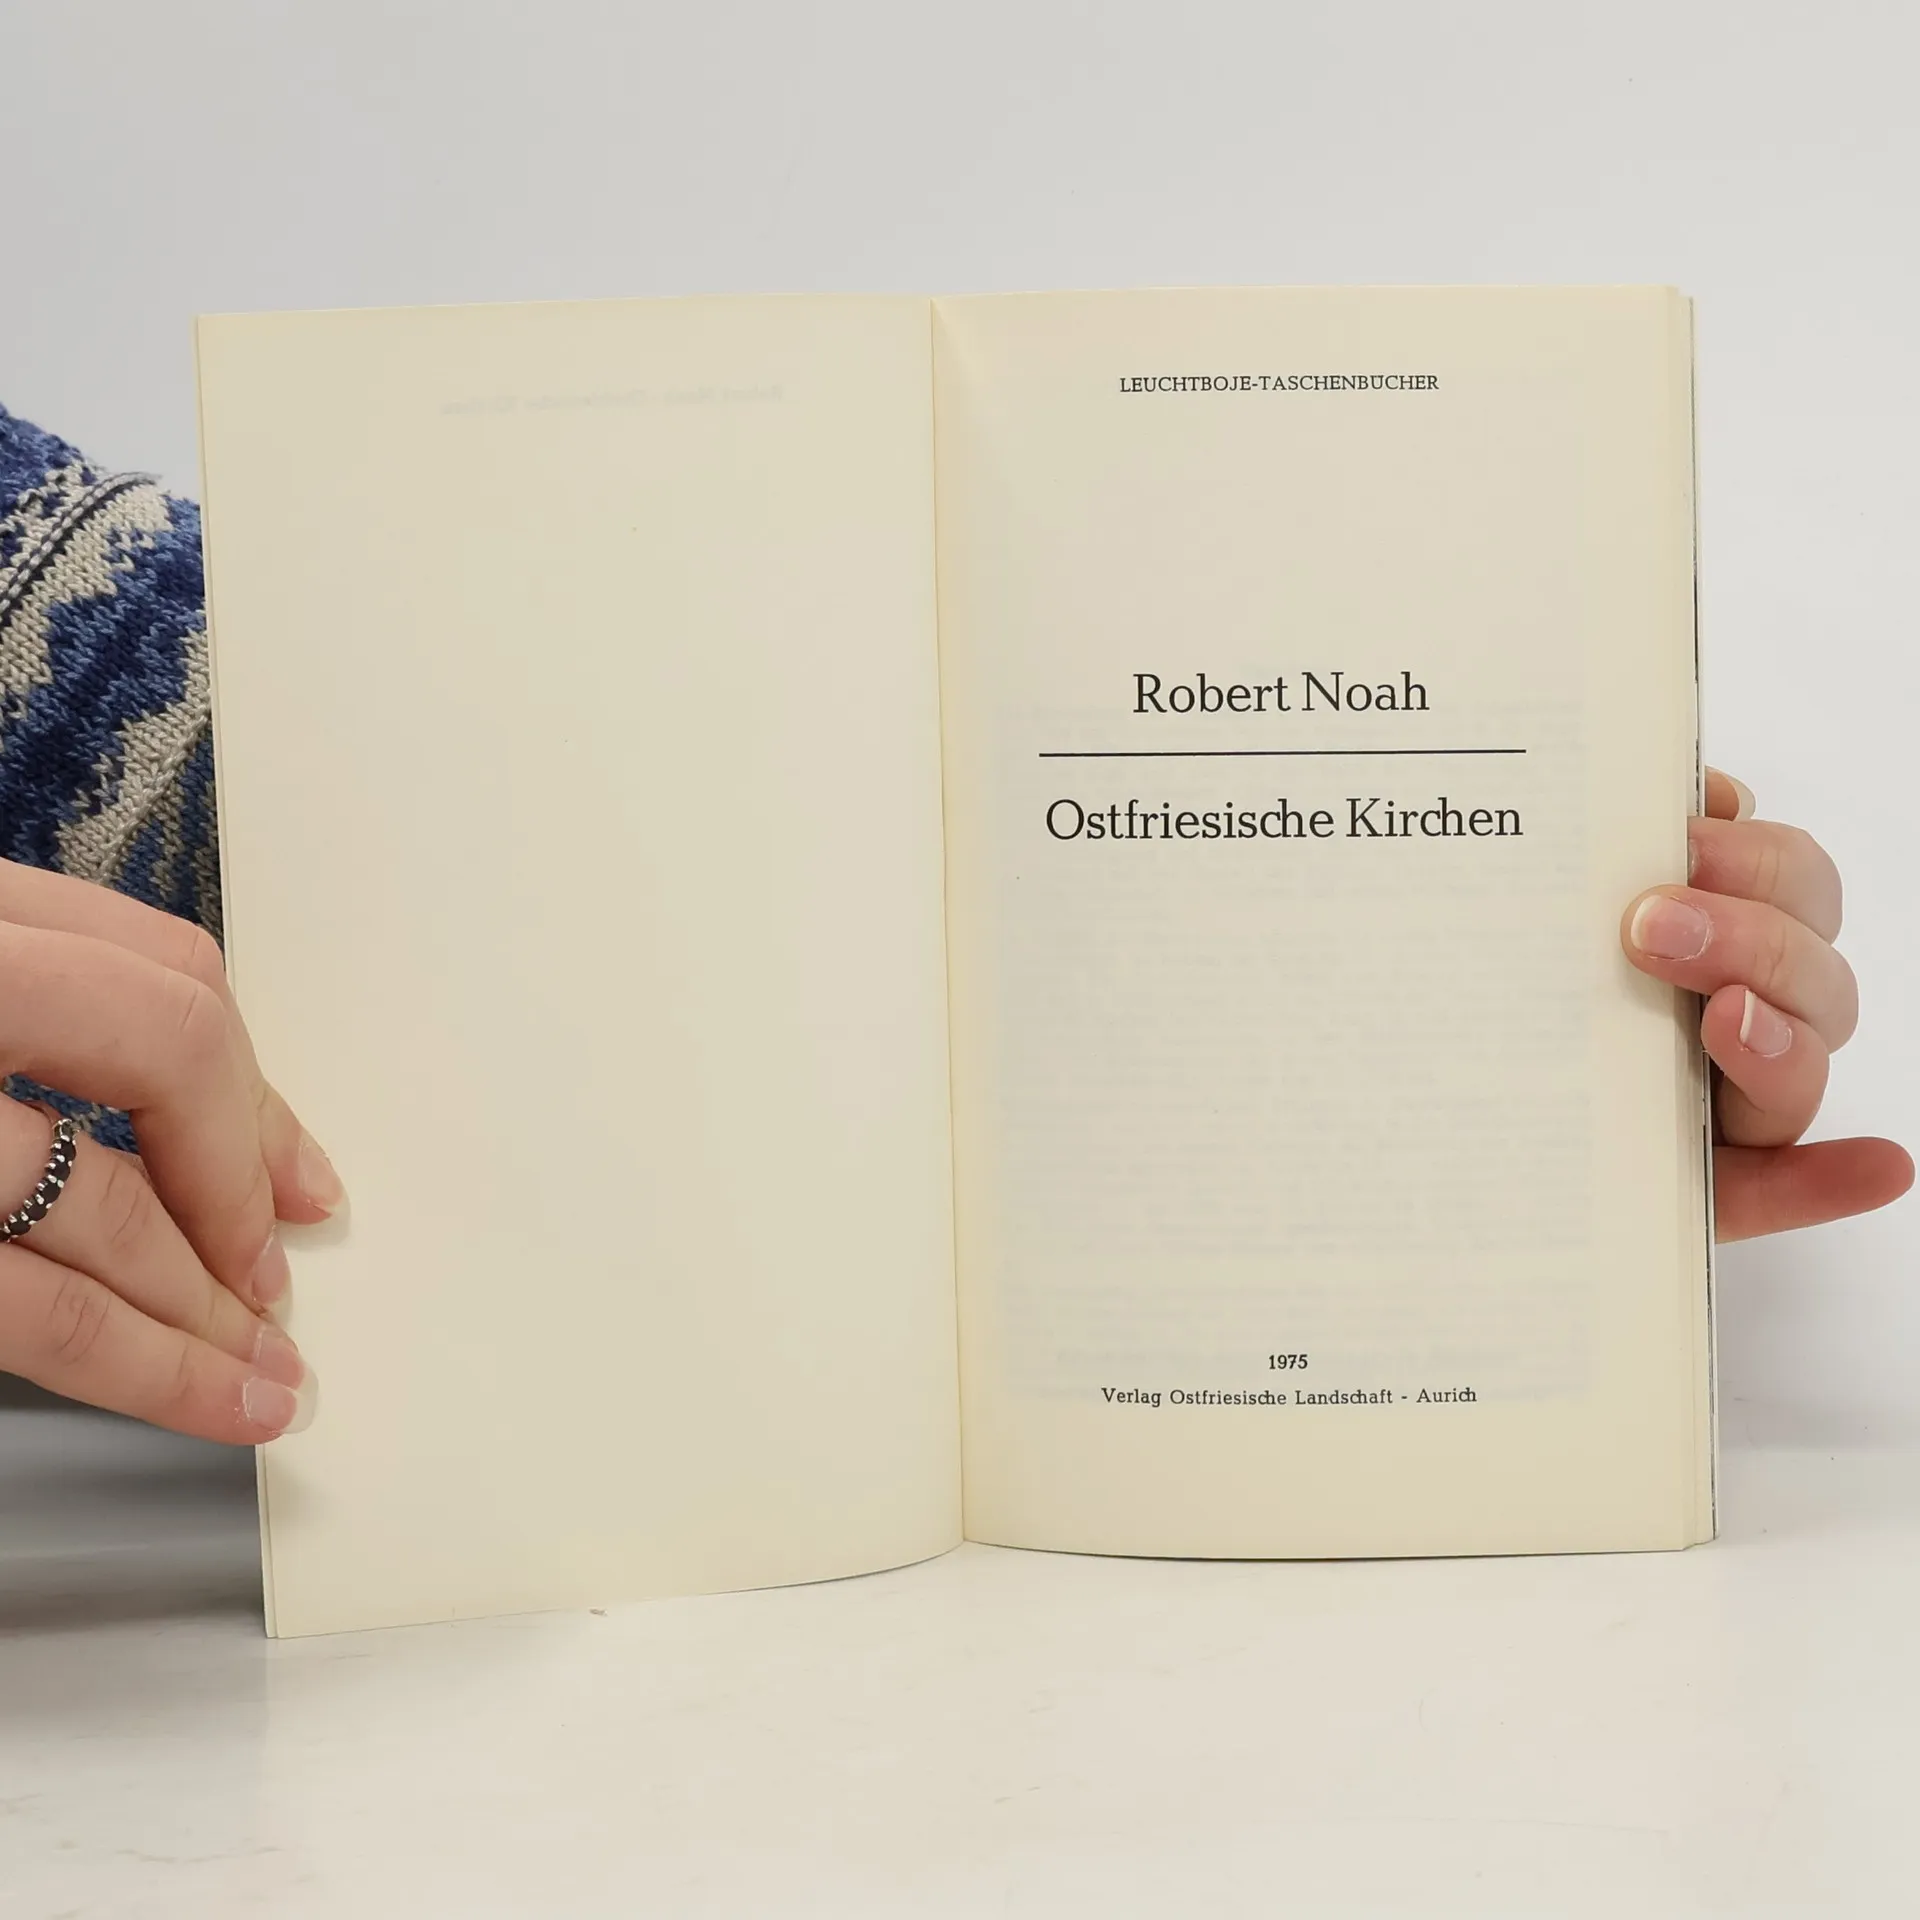 LEUCHTBOJE-TASCHENBÜCHER
Robert Noah
Ostfriesische Kirchen
1975
Verlag Ostfriesische Landschaft - Aurich